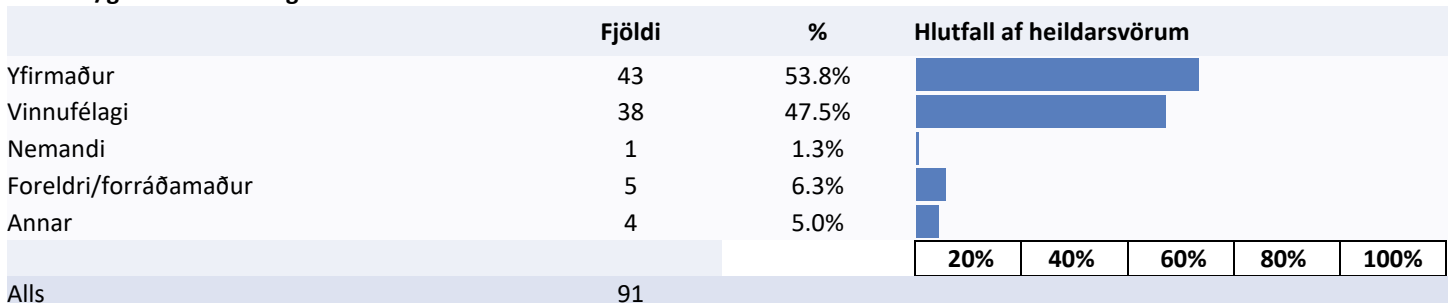 Fjöldi % Hlutfall af heildarsvörum
Yfirmaður 43 53.8%
Vinnufélagi 38 47.5%
Nemandi 1 1.3%
Foreldri/forráðamaður 5 6.3%
Annar 4 5.0%
20% 40% 60% 80% 100%
Alls 91